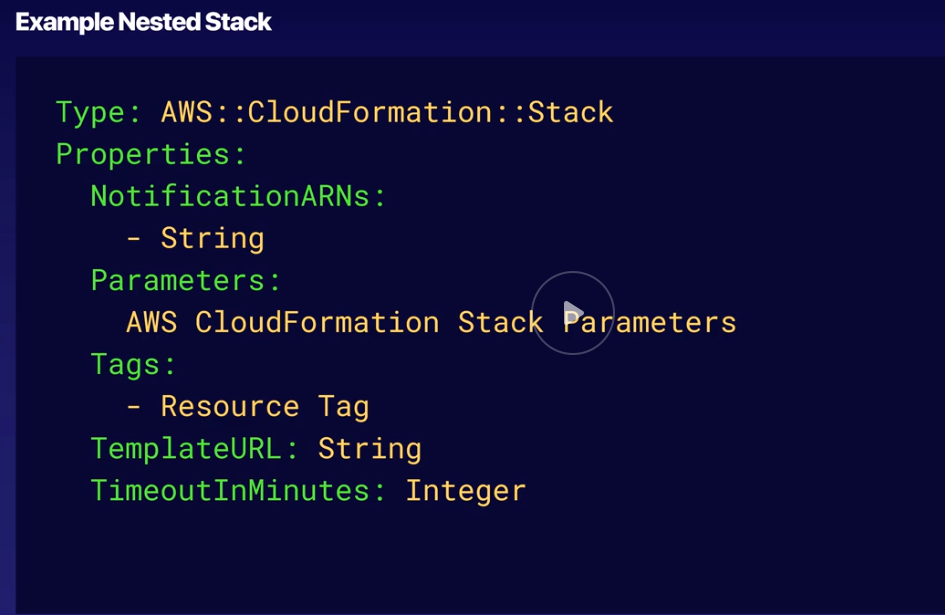 Example Nested Stack
Type: AWS::CloudFormation::Stack
Properties:
  NotificationARNs:
    - String
  Parameters:
    AWS CloudFormation Stack Parameters
  Tags:
    - Resource Tag
  TemplateURL: String
  TimeoutInMinutes: Integer